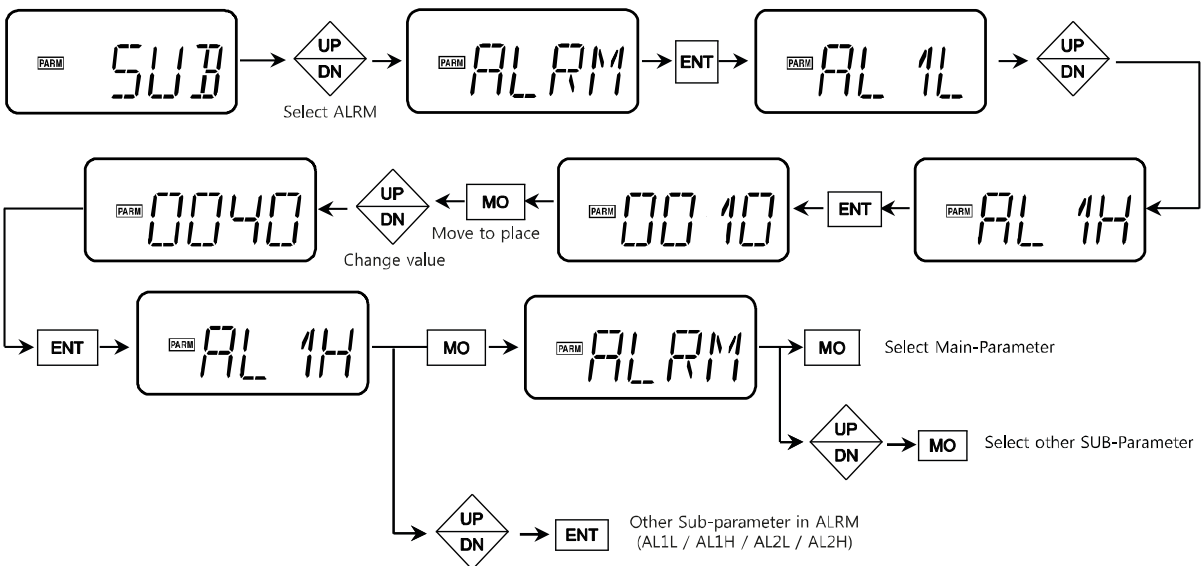 PARM SUB
UP
DN
Select ALRM
PARM ALRM
ENT
PARM AL 1L
UP
DN
PARM 0040
UP
DN
Change value
MO
Move to place
PARM 0010
ENT
PARM AL 1H
ENT
PARM AL 1H
MO
PARM ALRM
MO
Select Main-Parameter
UP
DN
MO
Select other SUB-Parameter
UP
DN
ENT
Other Sub-parameter in ALRM
(AL1L / AL1H / AL2L / AL2H)